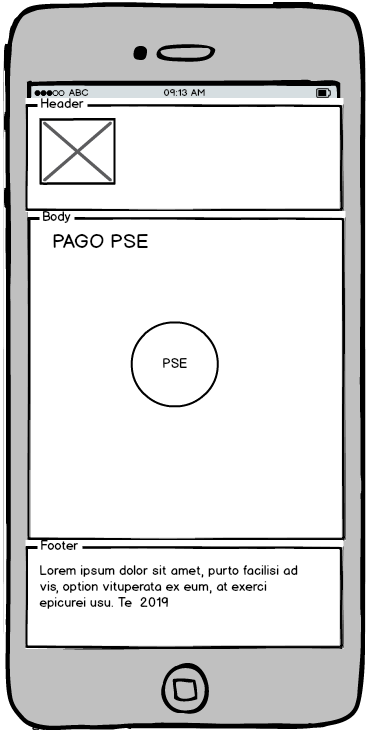 ABC 09:13 AM
Header
Body
PAGO PSE
PSE
Footer
Lorem ipsum dolor sit amet, purto facilisi ad
vis, option vituperata ex eum, at exerci
epicurei usu. Te 2019